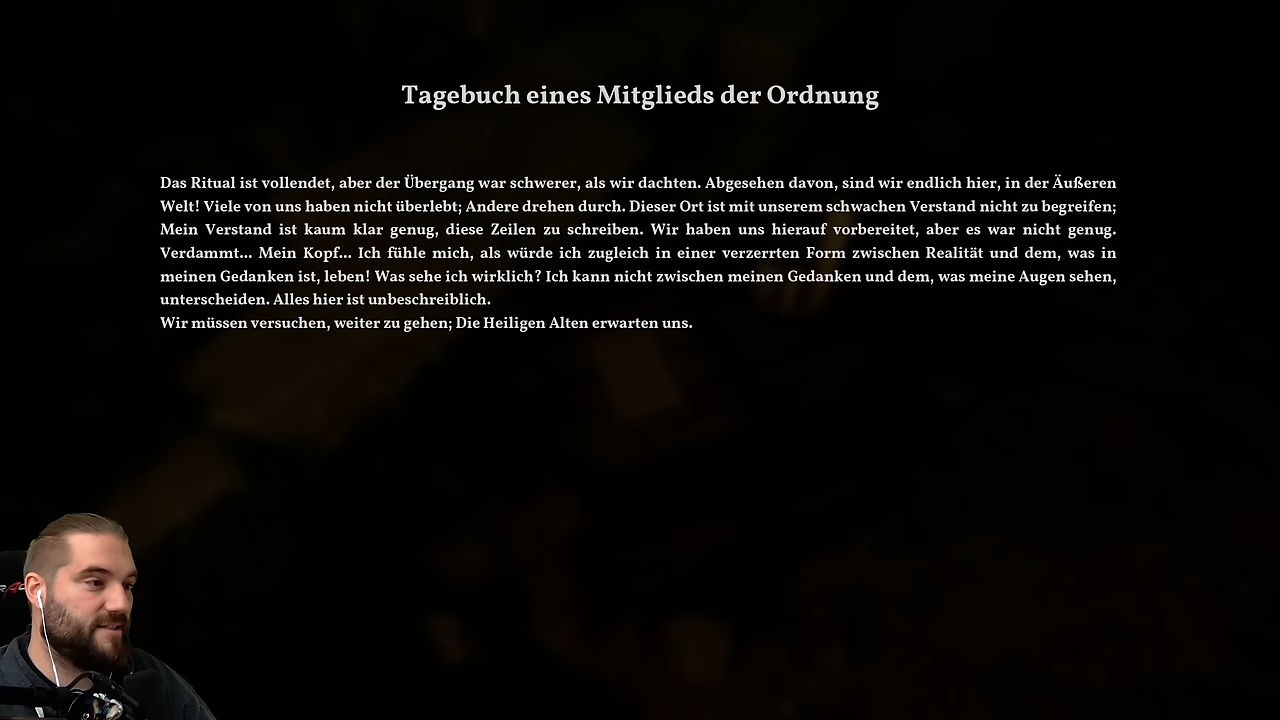 Tagebuch eines Mitglieds der Ordnung
Das Ritual ist vollendet, aber der Übergang war schwerer, als wir dachten. Abgesehen davon, sind wir endlich hier, in der Äußeren
Welt! Viele von uns haben nicht überlebt; Andere drehen durch. Dieser Ort ist mit unserem schwachen Verstand nicht zu begreifen;
Mein Verstand ist kaum klar genug, diese Zeilen zu schreiben. Wir haben uns hierauf vorbereitet, aber es war nicht genug.
Verdammt... Mein Kopf... Ich fühle mich, als würde ich zugleich in einer verzerrten Form zwischen Realität und dem, was in
meinen Gedanken ist, leben! Was sehe ich wirklich? Ich kann nicht zwischen meinen Gedanken und dem, was meine Augen sehen,
unterscheiden. Alles hier ist unbeschreiblich.
Wir müssen versuchen, weiter zu gehen; Die Heiligen Alten erwarten uns.